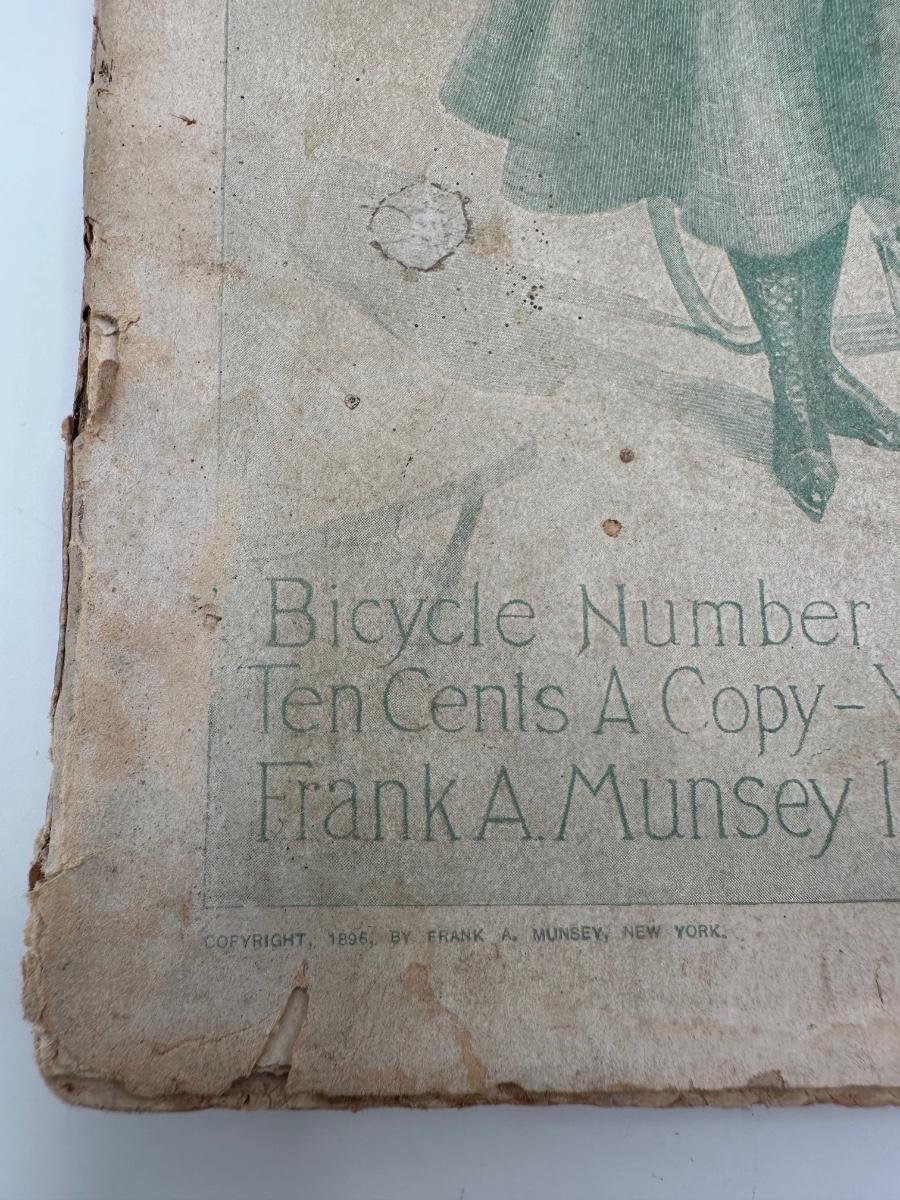 Bicycle Number
Ten Cents A Copy–
Frank A. Munsey
COPYRIGHT, 1896, BY FRANK A. MUNSEY, NEW YORK.